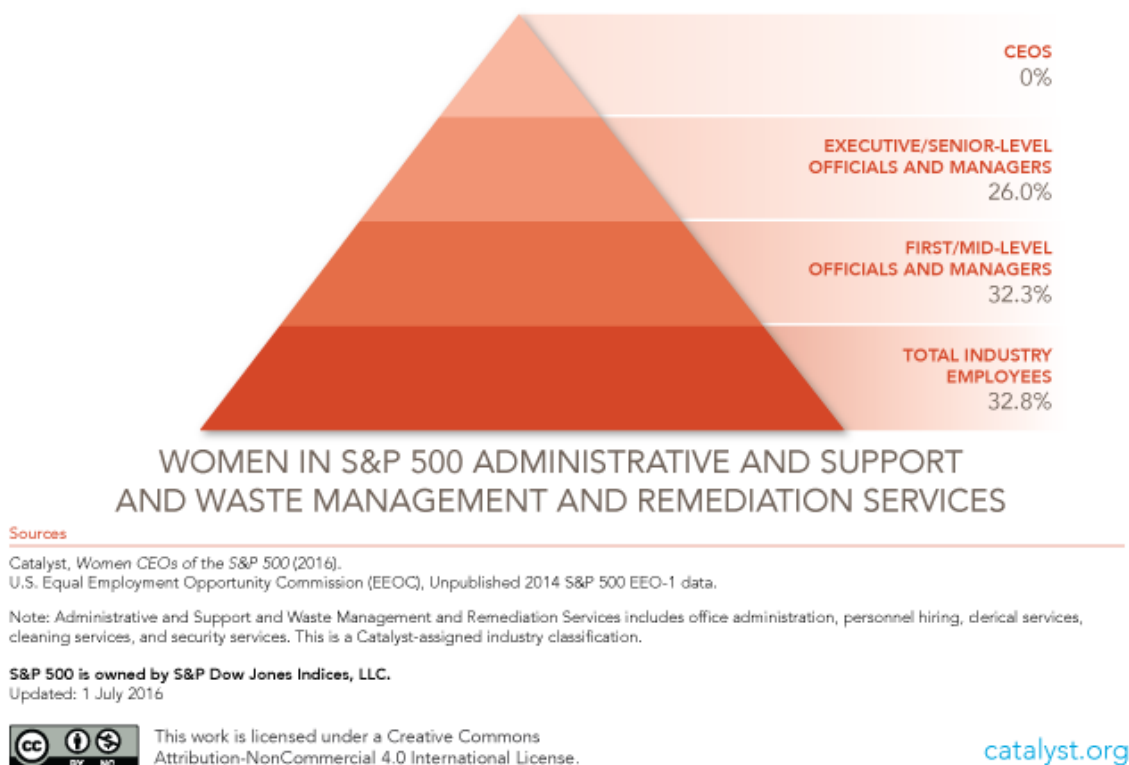 CEOS
0%
EXECUTIVE/SENIOR-LEVEL
OFFICIALS AND MANAGERS
26.0%
FIRST/MID-LEVEL
OFFICIALS AND MANAGERS
32.3%
TOTAL INDUSTRY
EMPLOYEES
32.8%
WOMEN IN S&P 500 ADMINISTRATIVE AND SUPPORT
AND WASTE MANAGEMENT AND REMEDIATION SERVICES
Sources
Catalyst, Women CEOs of the S&P 500 (2016).
U.S. Equal Employment Opportunity Commission (EEOC), Unpublished 2014 S&P 500 EEO-1 data.
Note: Administrative and Support and Waste Management and Remediation Services includes office administration, personnel hiring, clerical services,
cleaning services, and security services. This is a Catalyst-assigned industry classification.
S&P 500 is owned by S&P Dow Jones Indices, LLC.
Updated: 1 July 2016
cc
BY NC
This work is licensed under a Creative Commons
Attribution-NonCommercial 4.0 International License.
catalyst.org